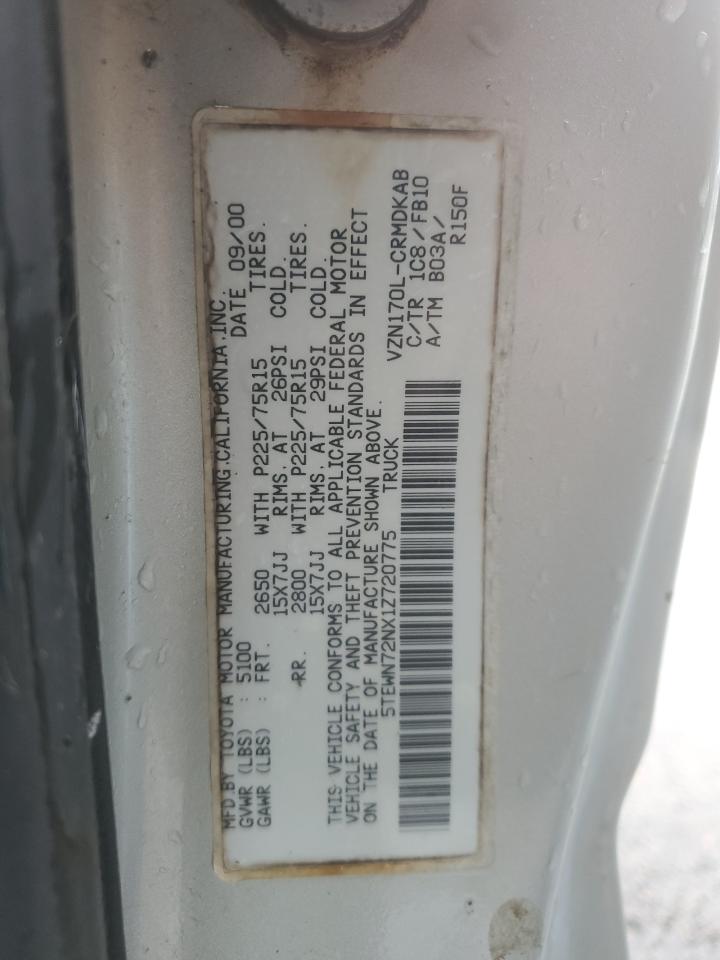 MFD.BY TOYOTA MOTOR MANUFACTURING.CALIFORNIA.INC.
GVWR (LBS) : 5100 DATE 09/00
GAWR (LBS) : FRT. 2650 WITH P225/75R15 TIRES.
15X7JJ RIMS. AT 26PSI COLD.
RR. 2800 WITH P225/75R15 TIRES.
15X7JJ RIMS. AT 29PSI COLD.
THIS VEHICLE CONFORMS TO ALL APPLICABLE FEDERAL MOTOR
VEHICLE SAFETY AND THEFT PREVENTION STANDARDS IN EFFECT
ON THE DATE OF MANUFACTURE SHOWN ABOVE.
5TEWN72NX1Z720775 TRUCK
VZN170L-CRMDKAB
C/TR 1C8/FB10
A/TM B03A/
R150F